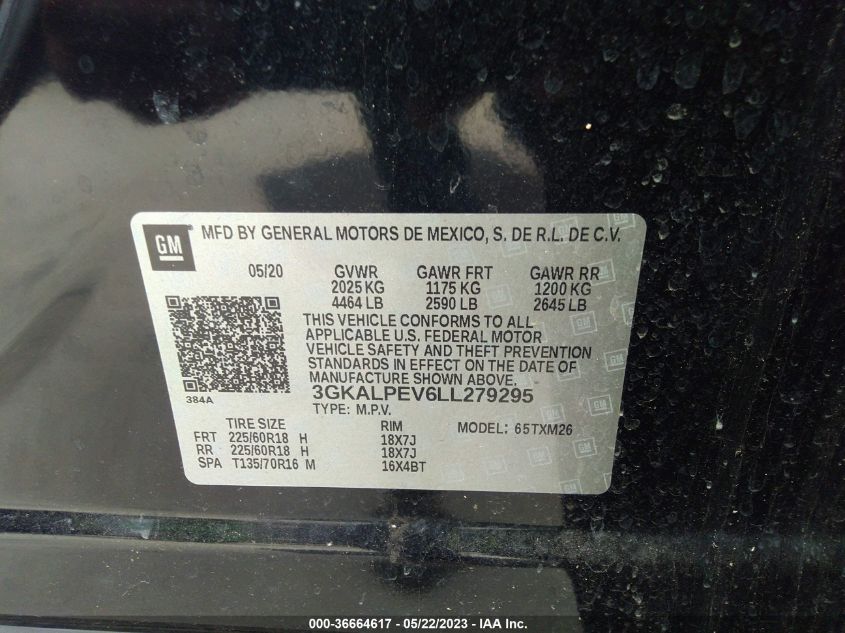 GM MFD BY GENERAL MOTORS DE MEXICO, S. DE R.L. DE C.V.
05/20 GVWR GAWR FRT GAWR RR
2025 KG 1175 KG 1200 KG
4464 LB 2590 LB 2645 LB
THIS VEHICLE CONFORMS TO ALL
APPLICABLE U.S. FEDERAL MOTOR
VEHICLE SAFETY AND THEFT PREVENTION
STANDARDS IN EFFECT ON THE DATE OF
MANUFACTURE SHOWN ABOVE.
384A 3GKALPEV6LL279295
TYPE: M.P.V.
TIRE SIZE RIM MODEL: 65TXM26
FRT 225/60R18 H 18X7J
RR 225/60R18 H 18X7J
SPA T135/70R16 M 16X4BT
000-36664617 - 05/22/2023 - IAA Inc.